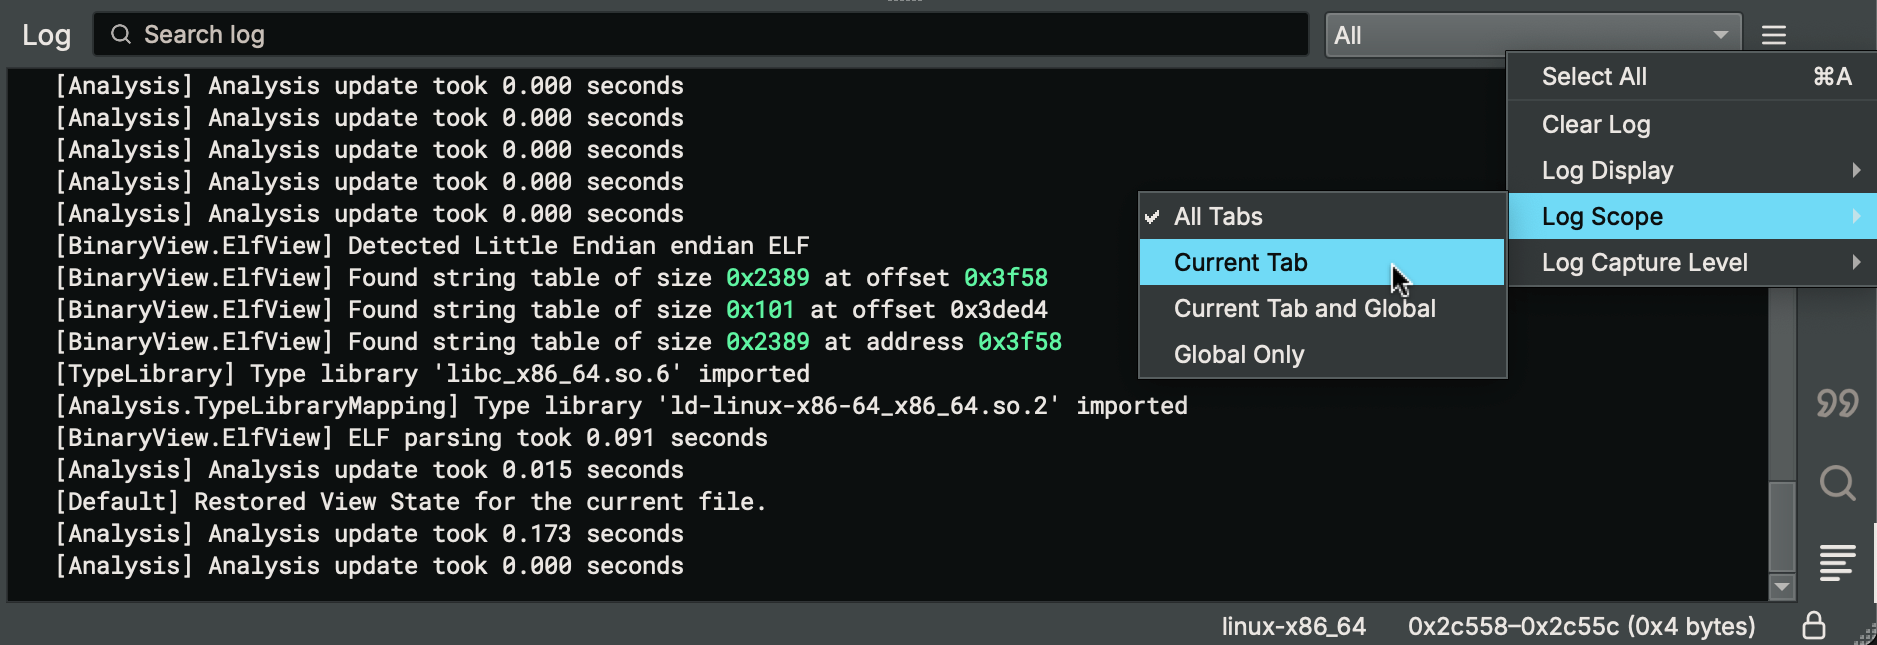 Log
Search log
All
[Analysis] Analysis update took 0.000 seconds
[Analysis] Analysis update took 0.000 seconds
[Analysis] Analysis update took 0.000 seconds
[Analysis] Analysis update took 0.000 seconds
[Analysis] Analysis update took 0.000 seconds
[BinaryView.ElfView] Detected Little Endian endian ELF
[BinaryView.ElfView] Found string table of size 0x2389 at offset 0x3f58
[BinaryView.ElfView] Found string table of size 0x101 at offset 0x3ded4
[BinaryView.ElfView] Found string table of size 0x2389 at address 0x3f58
[TypeLibrary] Type library 'libc_x86_64.so.6' imported
[Analysis.TypeLibraryMapping] Type library 'ld-linux-x86-64_x86_64.so.2' imported
[BinaryView.ElfView] ELF parsing took 0.091 seconds
[Analysis] Analysis update took 0.015 seconds
[Default] Restored View State for the current file.
[Analysis] Analysis update took 0.173 seconds
[Analysis] Analysis update took 0.000 seconds
Select All ⌘A
Clear Log
Log Display
Log Scope
Log Capture Level
All Tabs
Current Tab
Current Tab and Global
Global Only
linux-x86_64 0x2c558–0x2c55c (0x4 bytes)